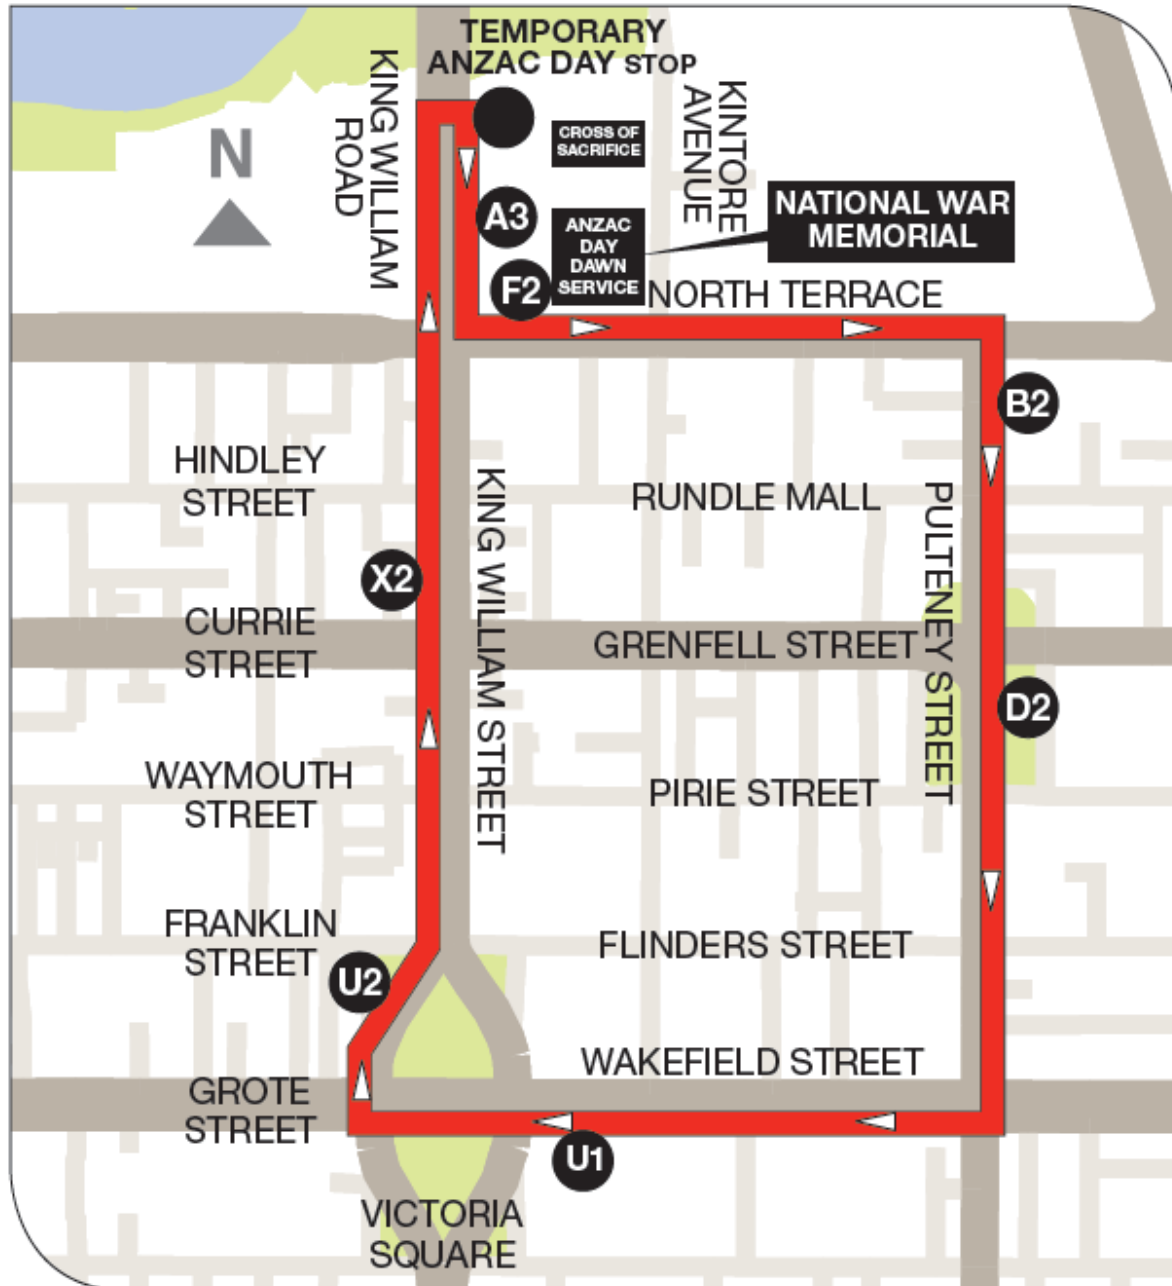 TEMPORARY
ANZAC DAY STOP
KING WILLIAM
ROAD
KINTORE
AVENUE
CROSS OF
SACRIFICE
N
A3
ANZAC
DAY
DAWN
SERVICE
NATIONAL WAR
MEMORIAL
F2
NORTH TERRACE
B2
HINDLEY
STREET
KING WILLIAM STREET
RUNDLE MALL
PULTENEY STREET
X2
CURRIE
STREET
GRENFELL STREET
D2
WAYMOUTH
STREET
PIRIE STREET
FRANKLIN
STREET
FLINDERS STREET
U2
WAKEFIELD STREET
GROTE
STREET
U1
VICTORIA
SQUARE